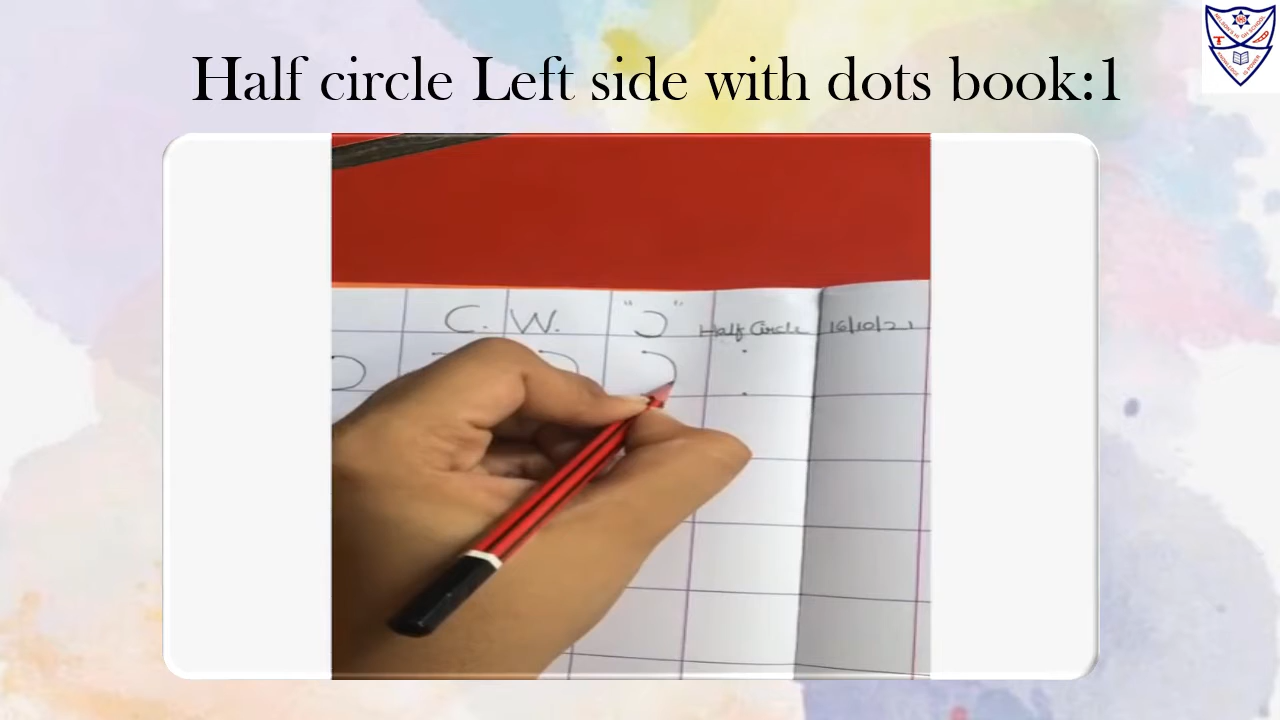 Half circle Left side with dots book:1
C. W. "Ɔ" Half Circle 16/10/21